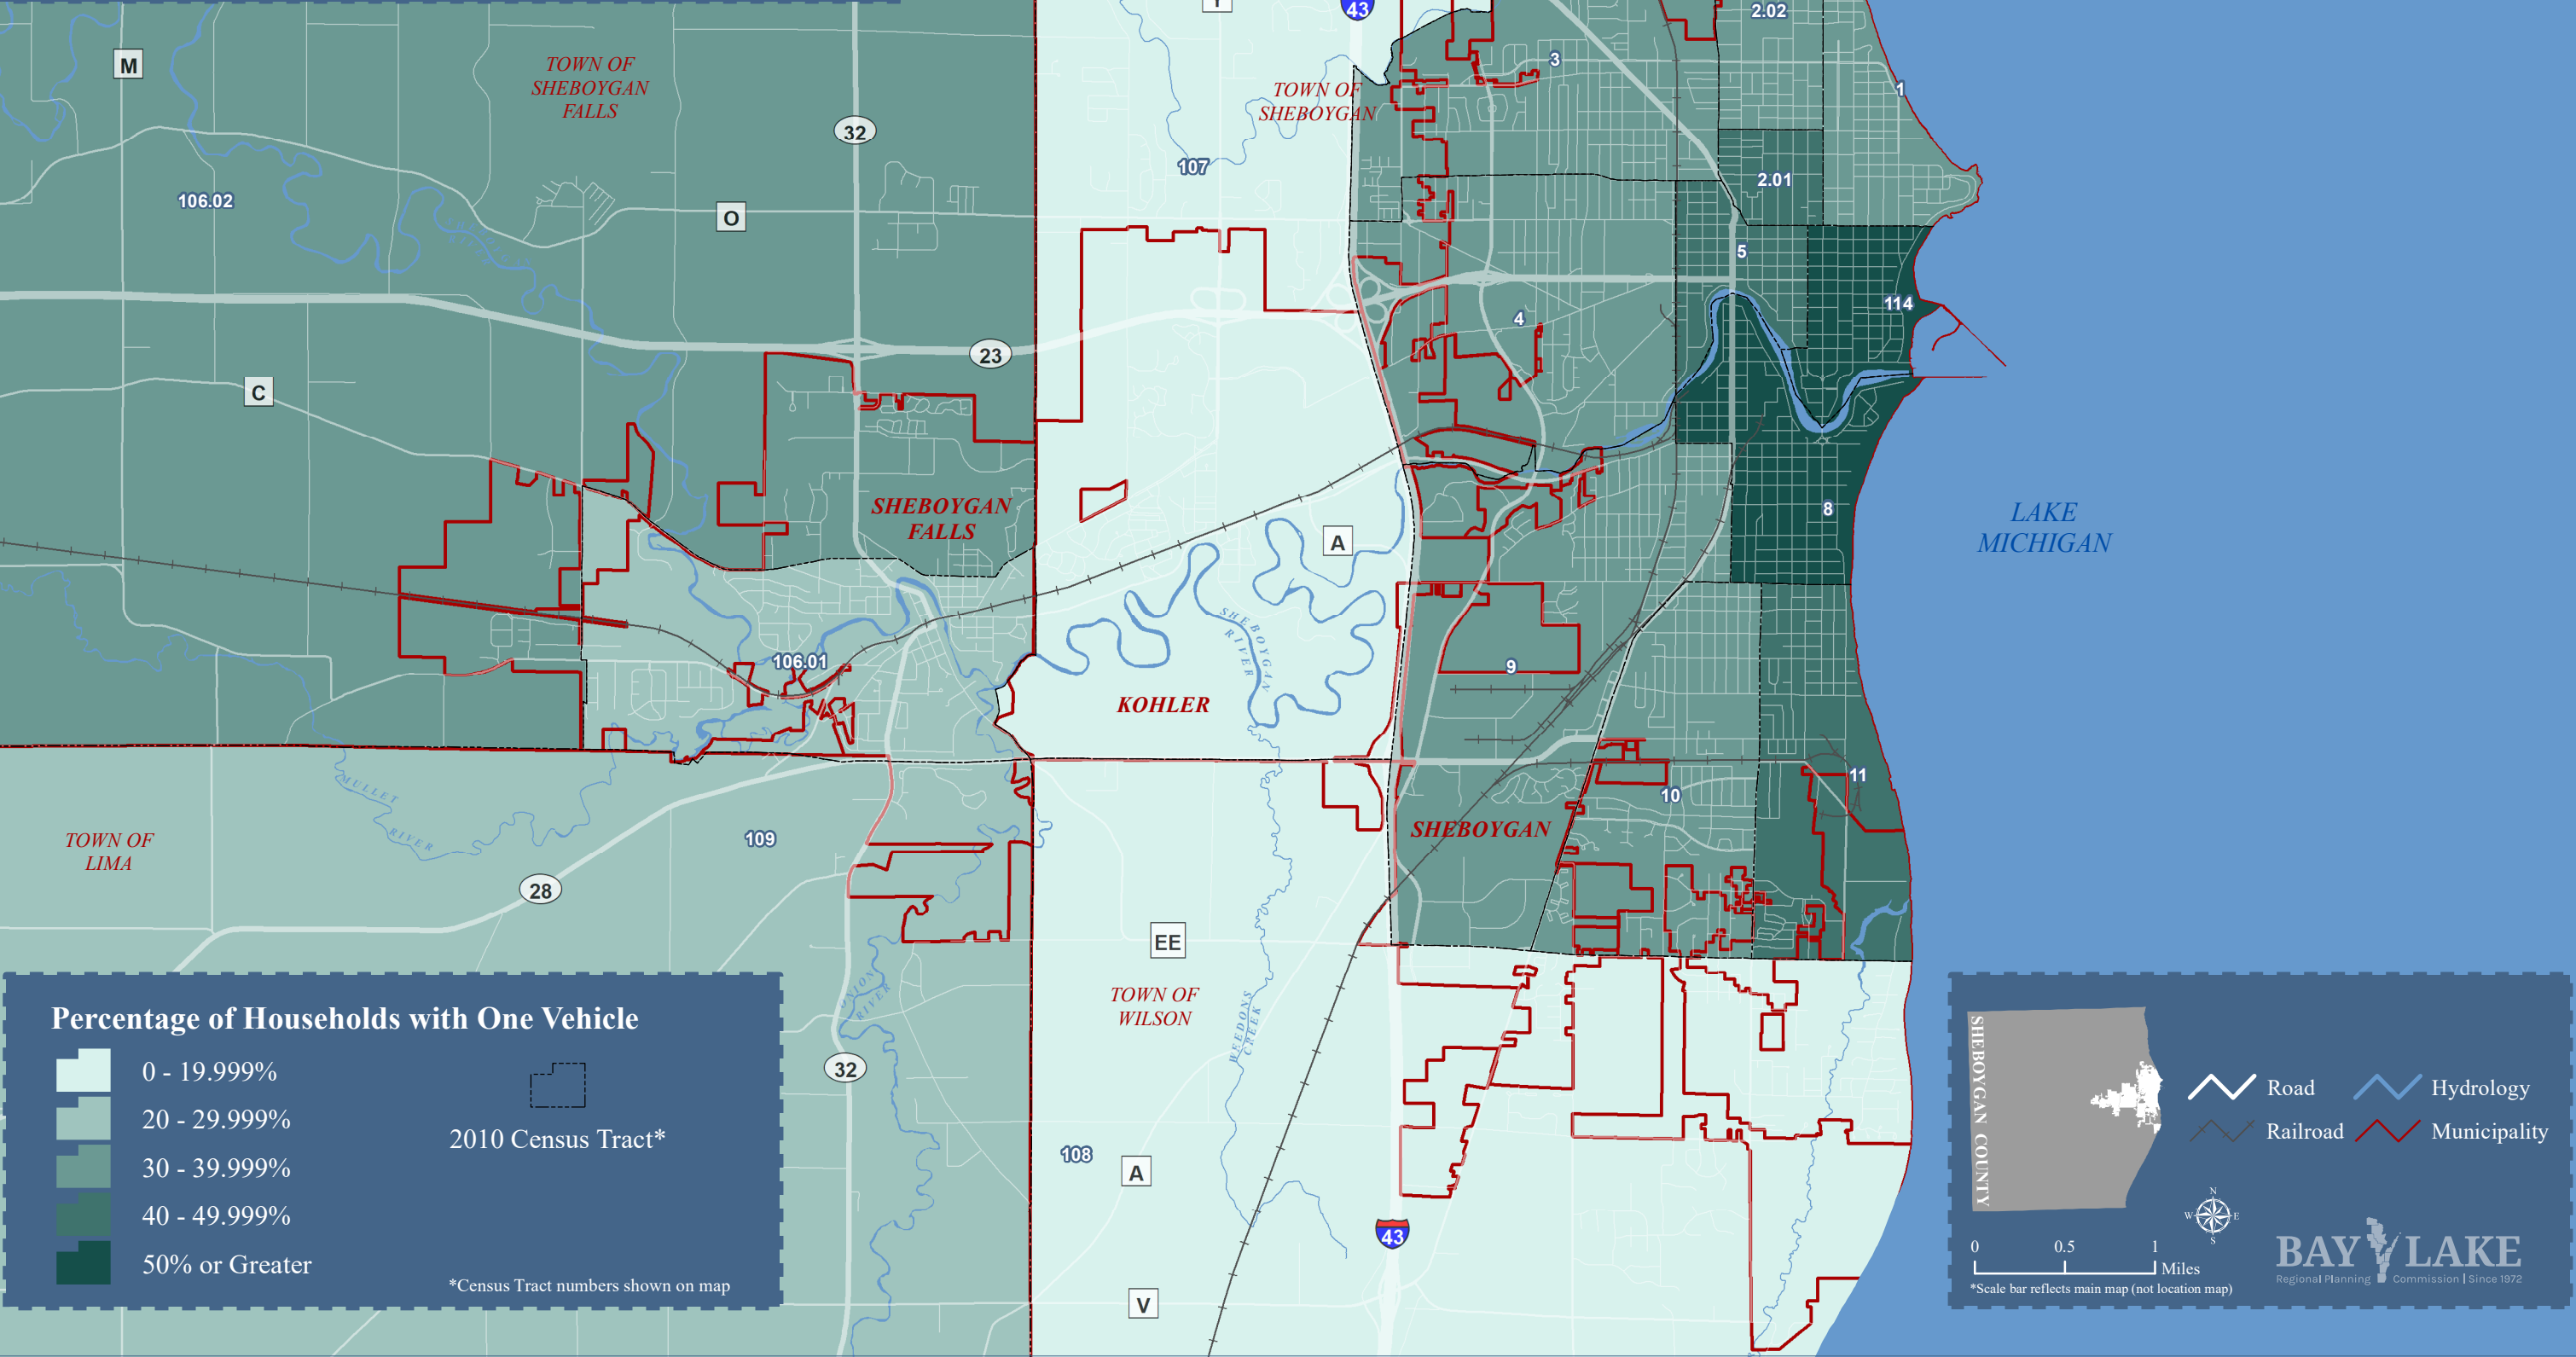 T
43
2.02
M
TOWN OF
SHEBOYGAN
FALLS
3
1
TOWN OF
SHEBOYGAN
32
107
2.01
106.02
O
5
114
4
23
C
SHEBOYGAN
FALLS
8
LAKE
MICHIGAN
A
SHEBOYGAN
RIVER
106.01
9
KOHLER
11
MULLET
RIVER
10
SHEBOYGAN
TOWN OF
LIMA
109
28
EE
ONION
RIVER
TOWN OF
WILSON
WEEDONS
CREEK
32
108
A
43
V
Percentage of Households with One Vehicle
0 - 19.999%
20 - 29.999%
30 - 39.999%
40 - 49.999%
50% or Greater
2010 Census Tract*
*Census Tract numbers shown on map
SHEBOYGAN COUNTY
Road
Hydrology
Railroad
Municipality
N
W
E
S
0 0.5 1
Miles
*Scale bar reflects main map (not location map)
BAY LAKE
Regional Planning Commission | Since 1972